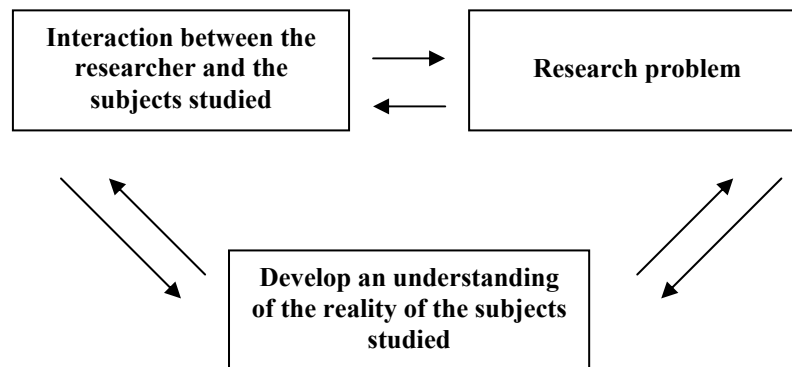 Interaction between the
researcher and the
subjects studied
Research problem
Develop an understanding
of the reality of the subjects
studied